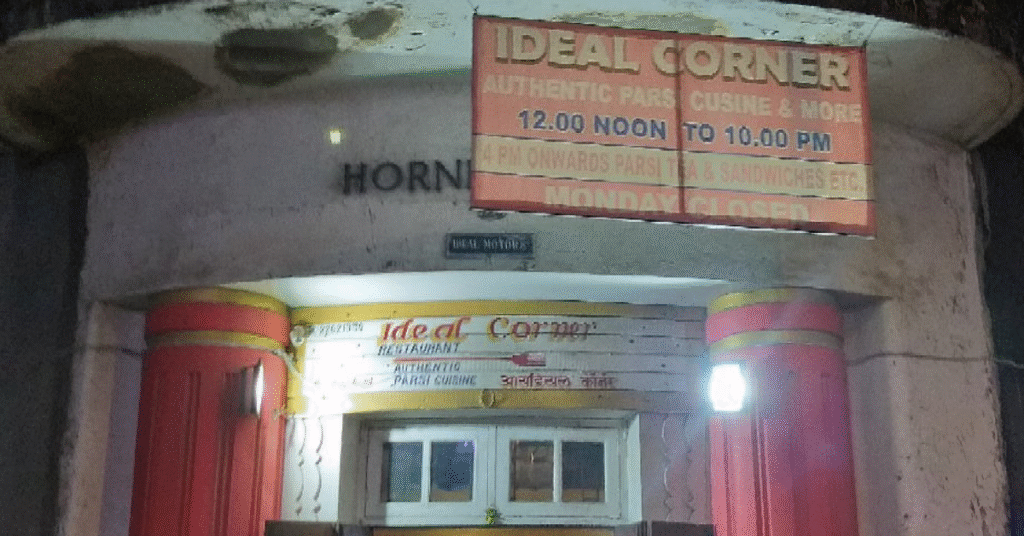 IDEAL CORNER
AUTHENTIC PARSI CUSINE & MORE
12.00 NOON TO 10.00 PM
4 PM ONWARDS PARSI TEA & SANDWICHES ETC.
MONDAY CLOSED
HORN
IDEAL MOTORS
Ideal Corner
RESTAURANT
AUTHENTIC
PARSI CUISINE
आयडियल कॉर्नर